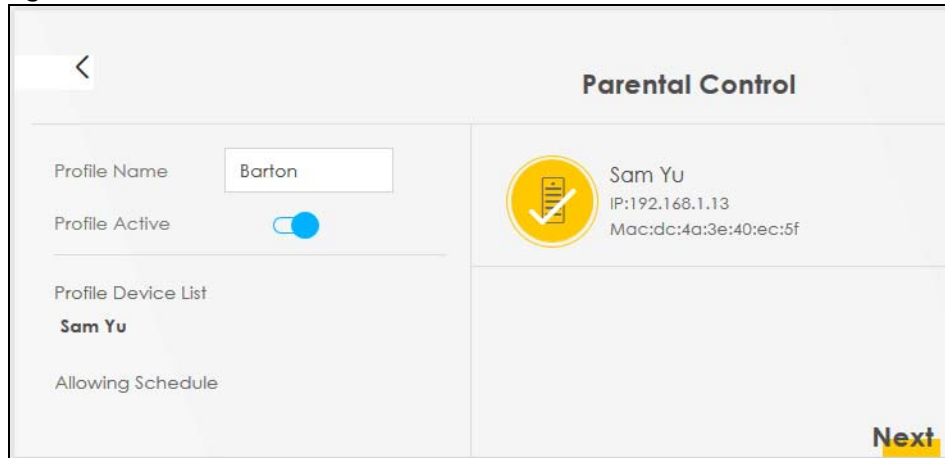 Parental Control
Profile Name Barton
Profile Active
Profile Device List
Sam Yu
Allowing Schedule
Sam Yu
IP:192.168.1.13
Mac:dc:4a:3e:40:ec:5f
Next